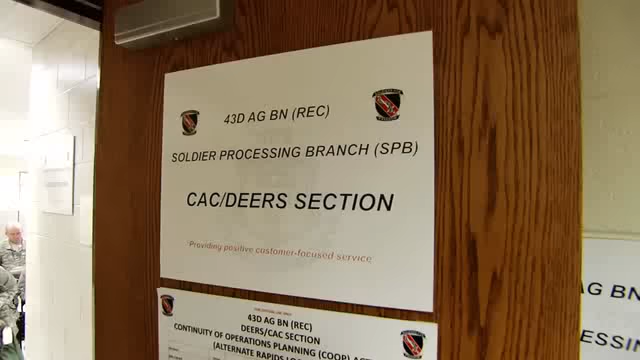 43D AG BN (REC)
SOLDIER PROCESSING BRANCH (SPB)
CAC/DEERS SECTION
"Providing positive customer-focused service
43D AG BN (REC)
DEERS/CAC SECTION
CONTINUITY OF OPERATIONS PLANNING (COOP)
(ALTERNATE RAPIDS
AG BN